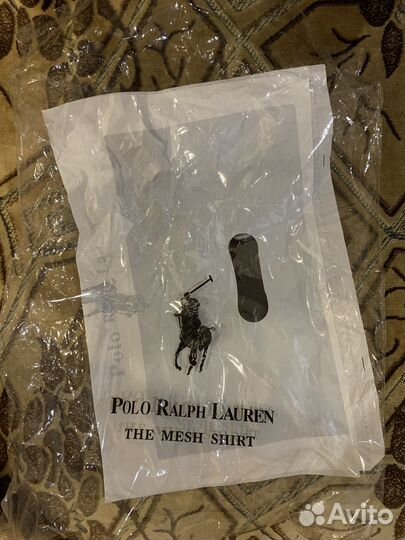 POLO RALPH LAUREN
THE MESH SHIRT
Avito